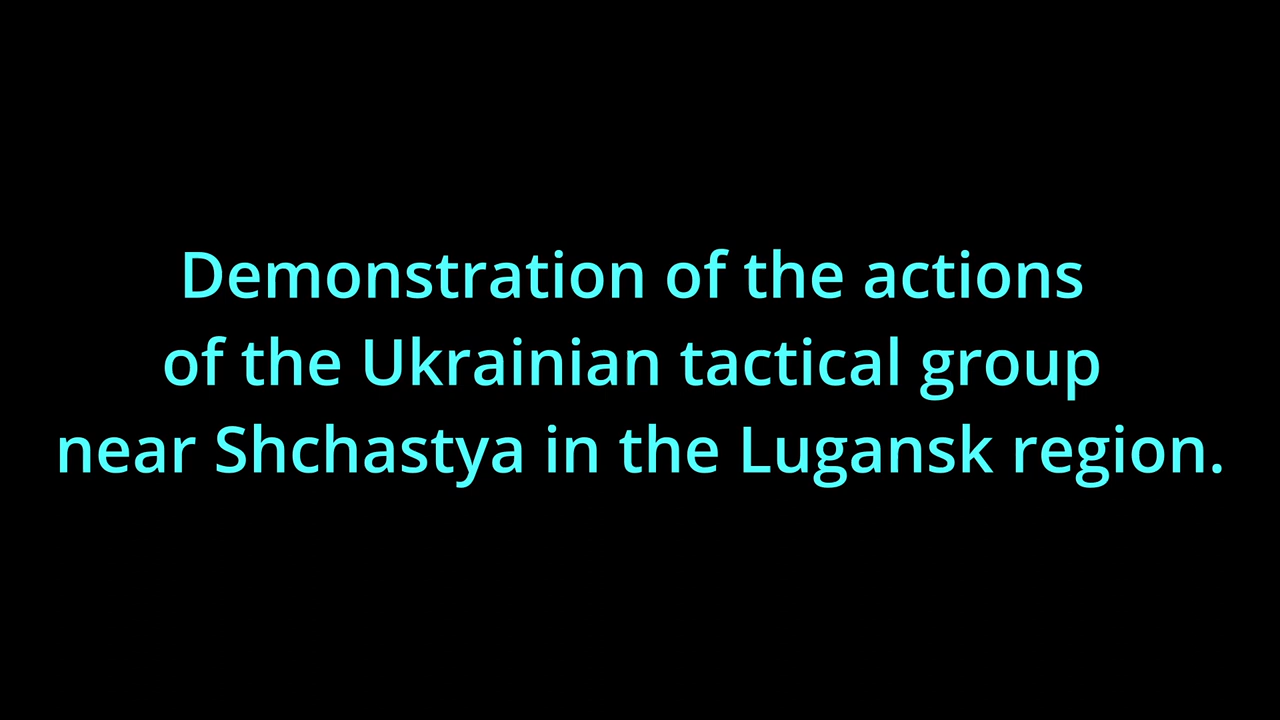 Demonstration of the actions
of the Ukrainian tactical group
near Shchastya in the Lugansk region.